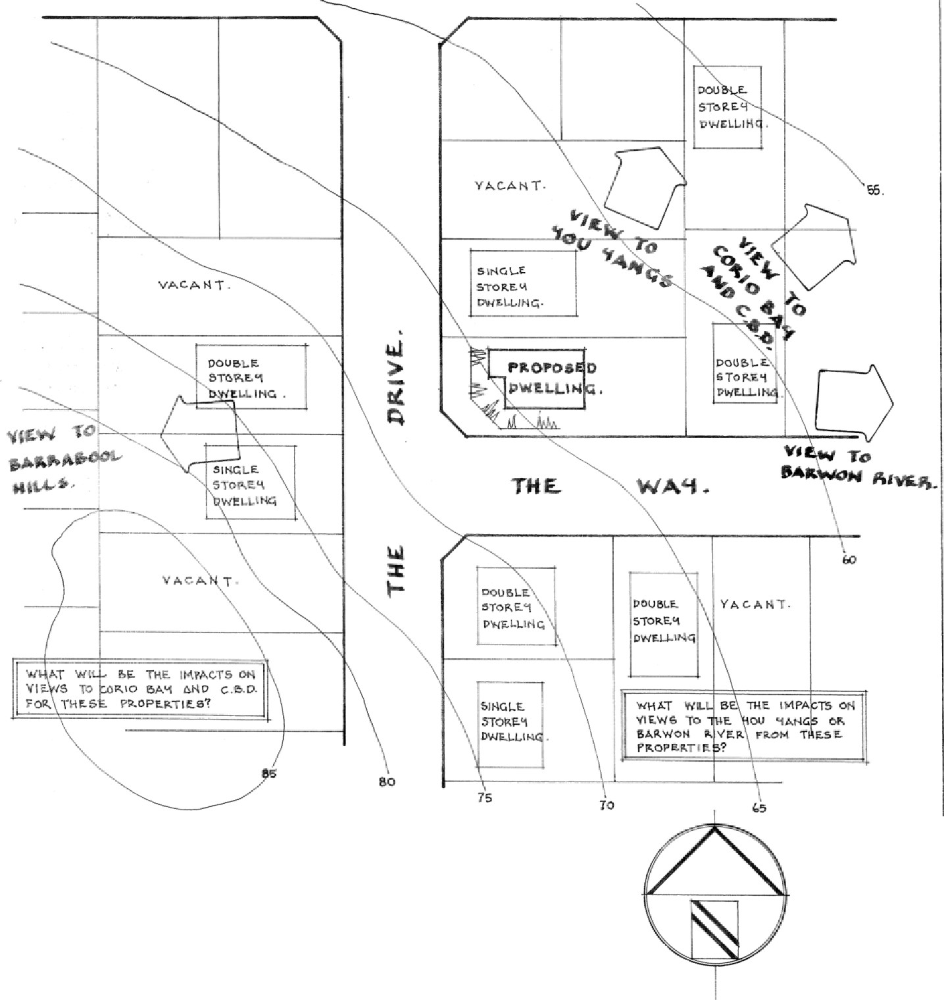 DOUBLE
STOREY
DWELLING.
VACANT.
55.
VIEW TO
YOU YANGS
VIEW TO
CORIO BAY
AND C.B.D.
SINGLE
STOREY
DWELLING.
VACANT.
DOUBLE
STOREY
DWELLING.
PROPOSED
DWELLING.
DOUBLE
STOREY
DWELLING.
THE DRIVE.
VIEW TO
BARRABOOL
HILLS.
SINGLE
STOREY
DWELLING
VIEW TO
BARWON RIVER.
THE WAY.
60
VACANT.
DOUBLE
STOREY
DWELLING
DOUBLE
STOREY
DWELLING
VACANT.
WHAT WILL BE THE IMPACTS ON
VIEWS TO CORIO BAY AND C.B.D.
FOR THESE PROPERTIES?
SINGLE
STOREY
DWELLING.
WHAT WILL BE THE IMPACTS ON
VIEWS TO THE YOU YANGS OR
BARWON RIVER FROM THESE
PROPERTIES?
85
80
75
70
65